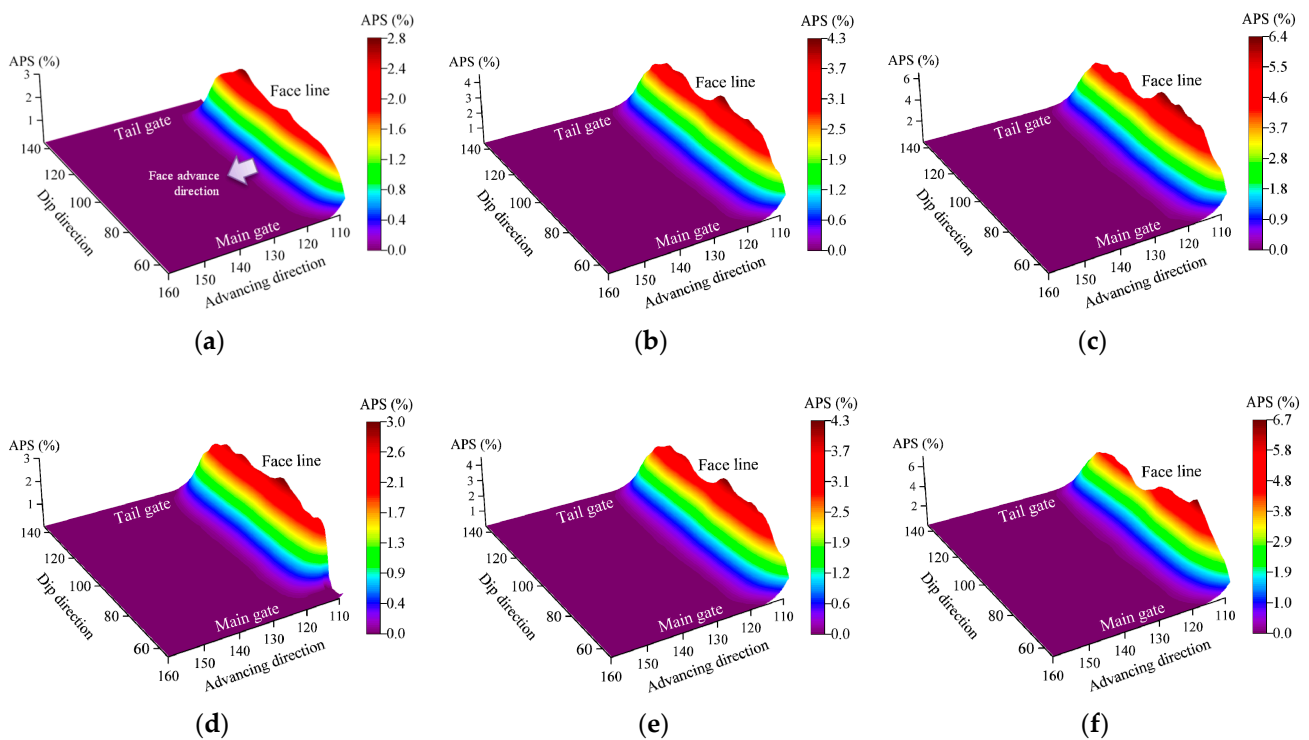 APS (%)
3
2
1
140
120
100
80
60
Dip direction
160
150
140
130
120
110
Advancing direction
Tail gate
Main gate
Face line
Face advance
direction
APS (%)
2.8
2.4
2.0
1.6
1.2
0.8
0.4
0.0
(a)
APS (%)
4
3
2
1
140
120
100
80
60
Dip direction
160
150
140
130
120
110
Advancing direction
Tail gate
Main gate
Face line
APS (%)
4.3
3.7
3.1
2.5
1.9
1.2
0.6
0.0
(b)
APS (%)
6
4
2
140
120
100
80
60
Dip direction
160
150
140
130
120
110
Advancing direction
Tail gate
Main gate
Face line
APS (%)
6.4
5.5
4.6
3.7
2.8
1.8
0.9
0.0
(c)
APS (%)
3
2
1
140
120
100
80
60
Dip direction
160
150
140
130
120
110
Advancing direction
Tail gate
Main gate
Face line
APS (%)
3.0
2.6
2.1
1.7
1.3
0.9
0.4
0.0
(d)
APS (%)
4
3
2
1
140
120
100
80
60
Dip direction
160
150
140
130
120
110
Advancing direction
Tail gate
Main gate
Face line
APS (%)
4.3
3.7
3.1
2.4
1.8
1.2
0.6
0.0
(e)
APS (%)
6
4
2
140
120
100
80
60
Dip direction
160
150
140
130
120
110
Advancing direction
Tail gate
Main gate
Face line
APS (%)
6.7
5.8
4.8
3.9
2.9
1.9
1.0
0.0
(f)